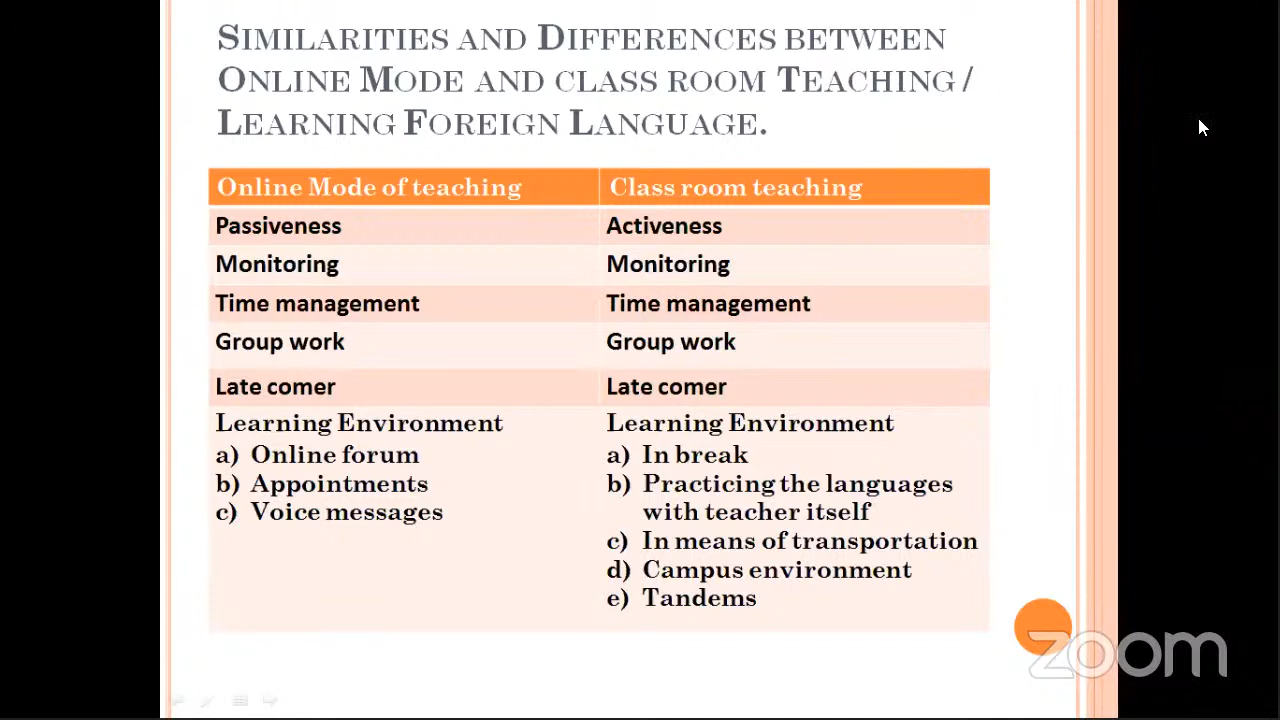 SIMILARITIES AND DIFFERENCES BETWEEN
ONLINE MODE AND CLASS ROOM TEACHING /
LEARNING FOREIGN LANGUAGE.
Online Mode of teaching Class room teaching
Passiveness Activeness
Monitoring Monitoring
Time management Time management
Group work Group work
Late comer Late comer
Learning Environment Learning Environment
a) Online forum a) In break
b) Appointments b) Practicing the languages
c) Voice messages with teacher itself
c) In means of transportation
d) Campus environment
e) Tandems
zoom